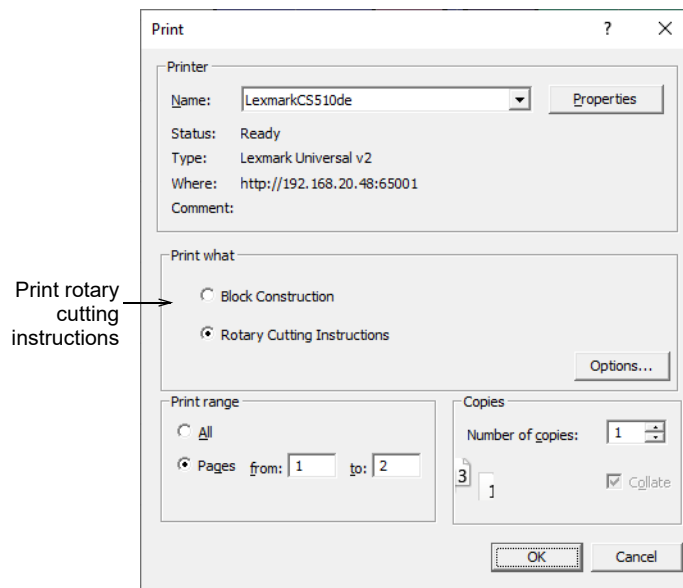 Print
?
Printer
Name: LexmarkCS510de Properties
Status: Ready
Type: Lexmark Universal v2
Where: http://192.168.20.48:65001
Comment:
Print what
Print rotary
cutting
instructions
Block Construction
Rotary Cutting Instructions
Options...
Print range
All
Pages from: 1 to: 2
Copies
Number of copies: 1
3
1
Collate
OK Cancel